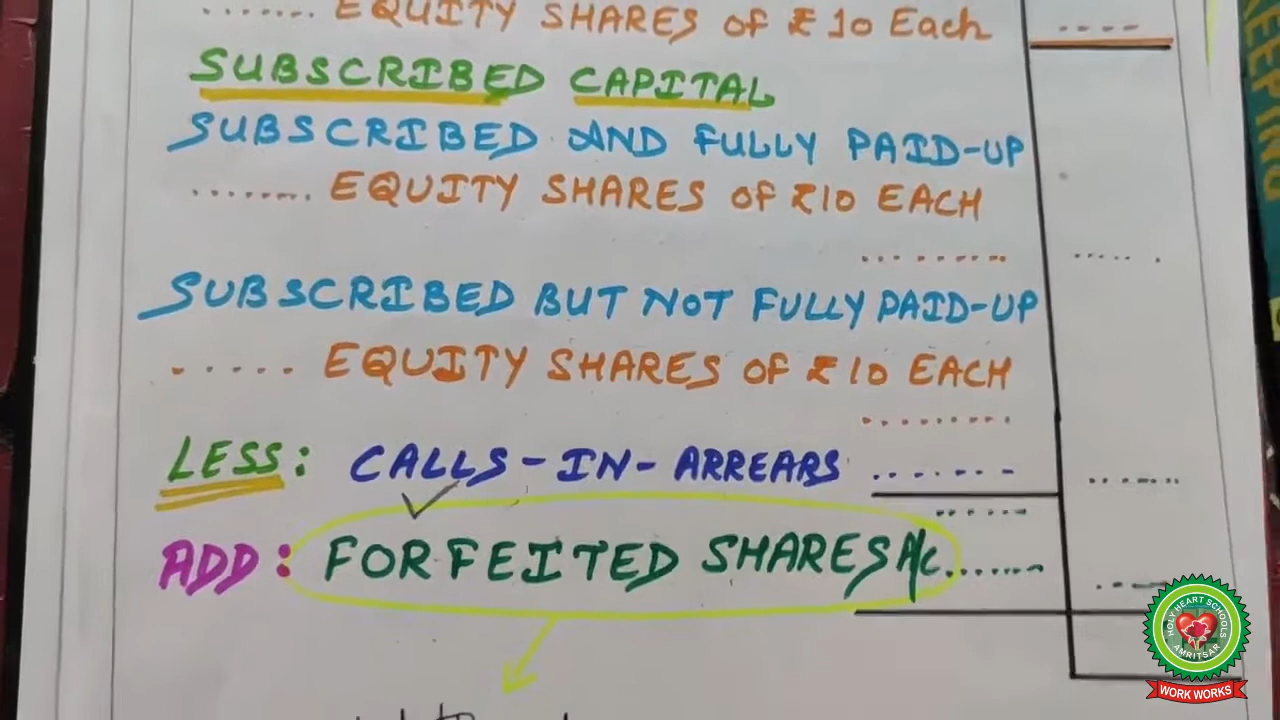 ........ EQUITY SHARES of ₹10 Each ----
SUBSCRIBED CAPITAL
SUBSCRIBED AND FULLY PAID-UP
........ EQUITY SHARES OF ₹10 EACH
......... ......
SUBSCRIBED BUT NOT FULLY PAID-UP
...... EQUITY SHARES OF ₹10 EACH
........
LESS: CALLS-IN-ARREARS ....... .......
.......
ADD: FORFEITED SHARES A/c ....... .....
HOLY HEART SCHOOLS
AMRITSAR
WORK WORKS
KEEPING